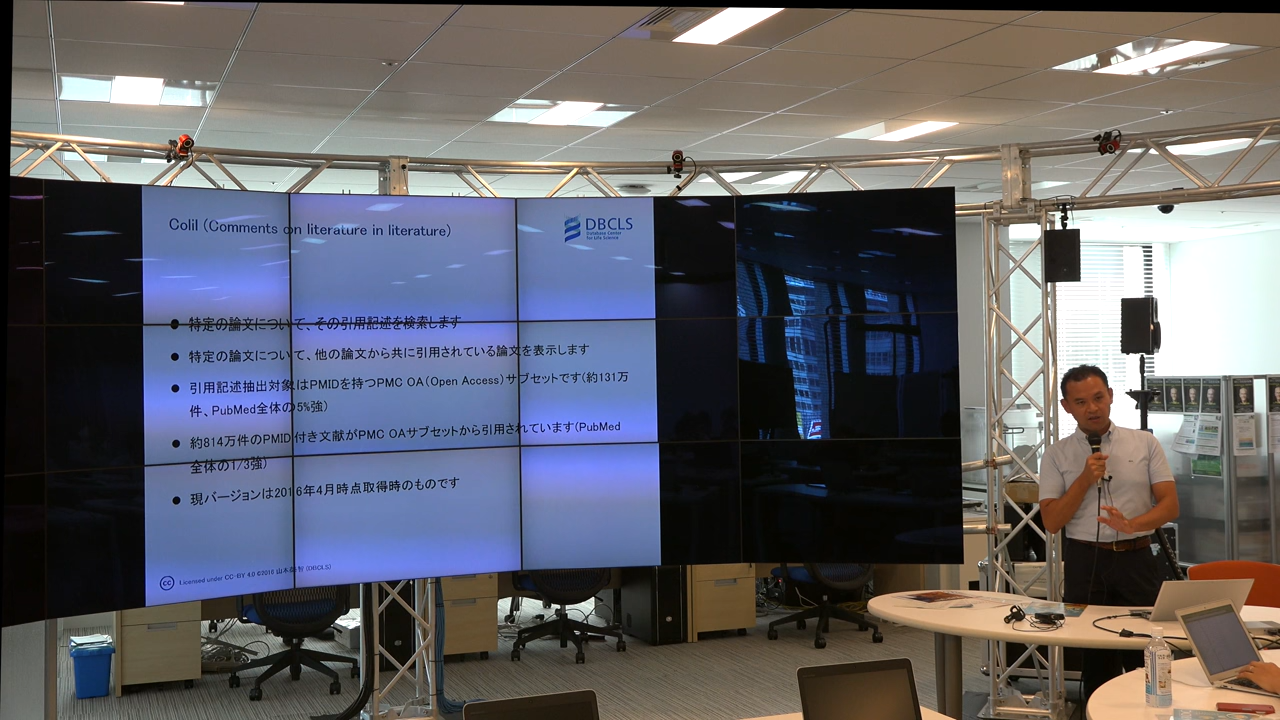 Colil (Comments on literature in literature)
DBCLS
Database Center
for Life Science
● 特定の論文について、その引用記述を検索します
● 特定の論文について、他の論文 引用されている論文を表示します
● 引用記述抽出対象はPMIDを持つPMC OA(Open Access)サブセットです(約131万
件、PubMed全体の5%強)
● 約814万件のPMID付き文献がPMC OAサブセットから引用されています(PubMed
全体の1/3強)
● 現バージョンは2016年4月時点取得時のものです
cc Licensed under CC-BY 4.0 ©2016 山本 智 (DBCLS)